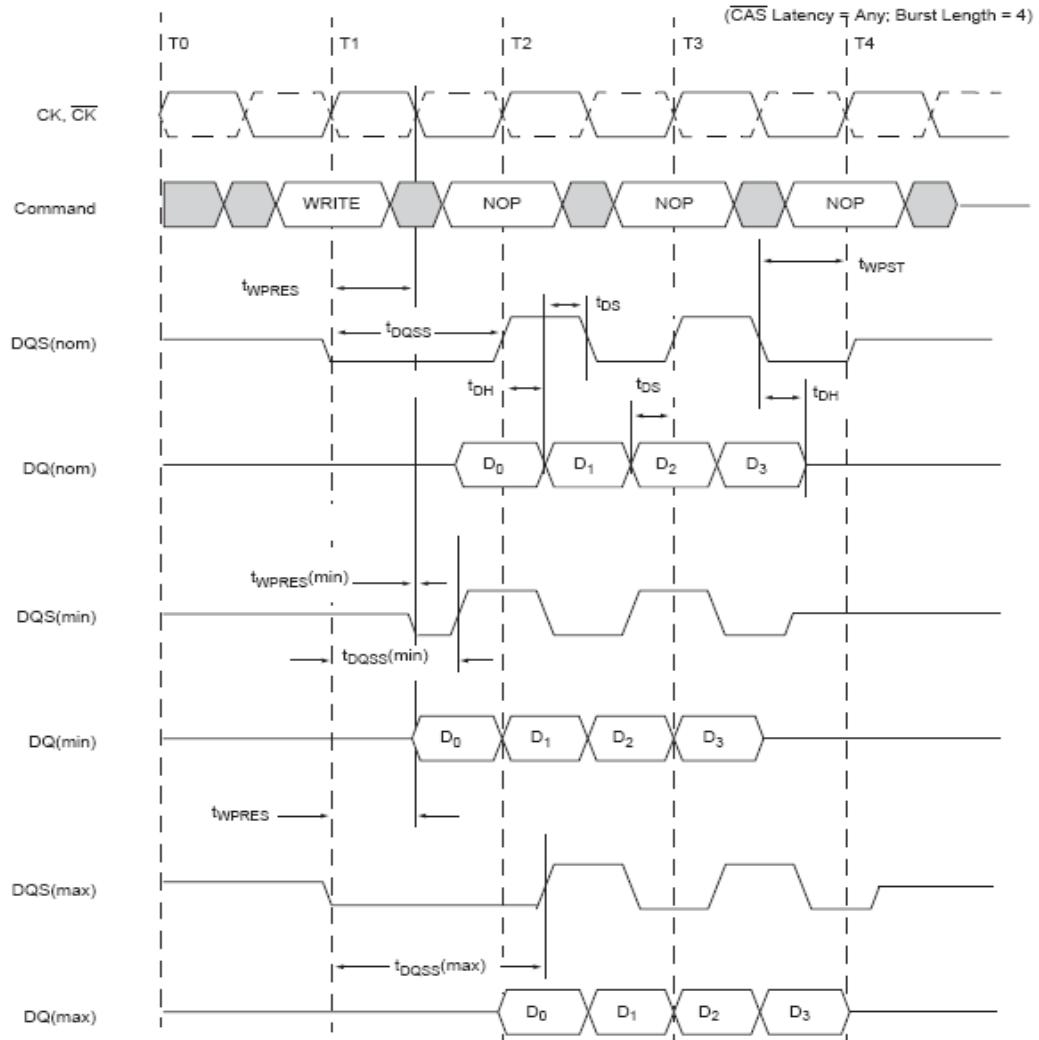 (CAS Latency = Any; Burst Length = 4)
T0 T1 T2 T3 T4
CK, CK
Command WRITE NOP NOP NOP
tWPRES tWPST
tDQSS tDS
DQS(nom)
tDH tDS tDH
DQ(nom) D0 D1 D2 D3
tWPRES(min)
DQS(min)
tDQSS(min)
DQ(min) D0 D1 D2 D3
tWPRES
DQS(max)
tDQSS(max)
DQ(max) D0 D1 D2 D3